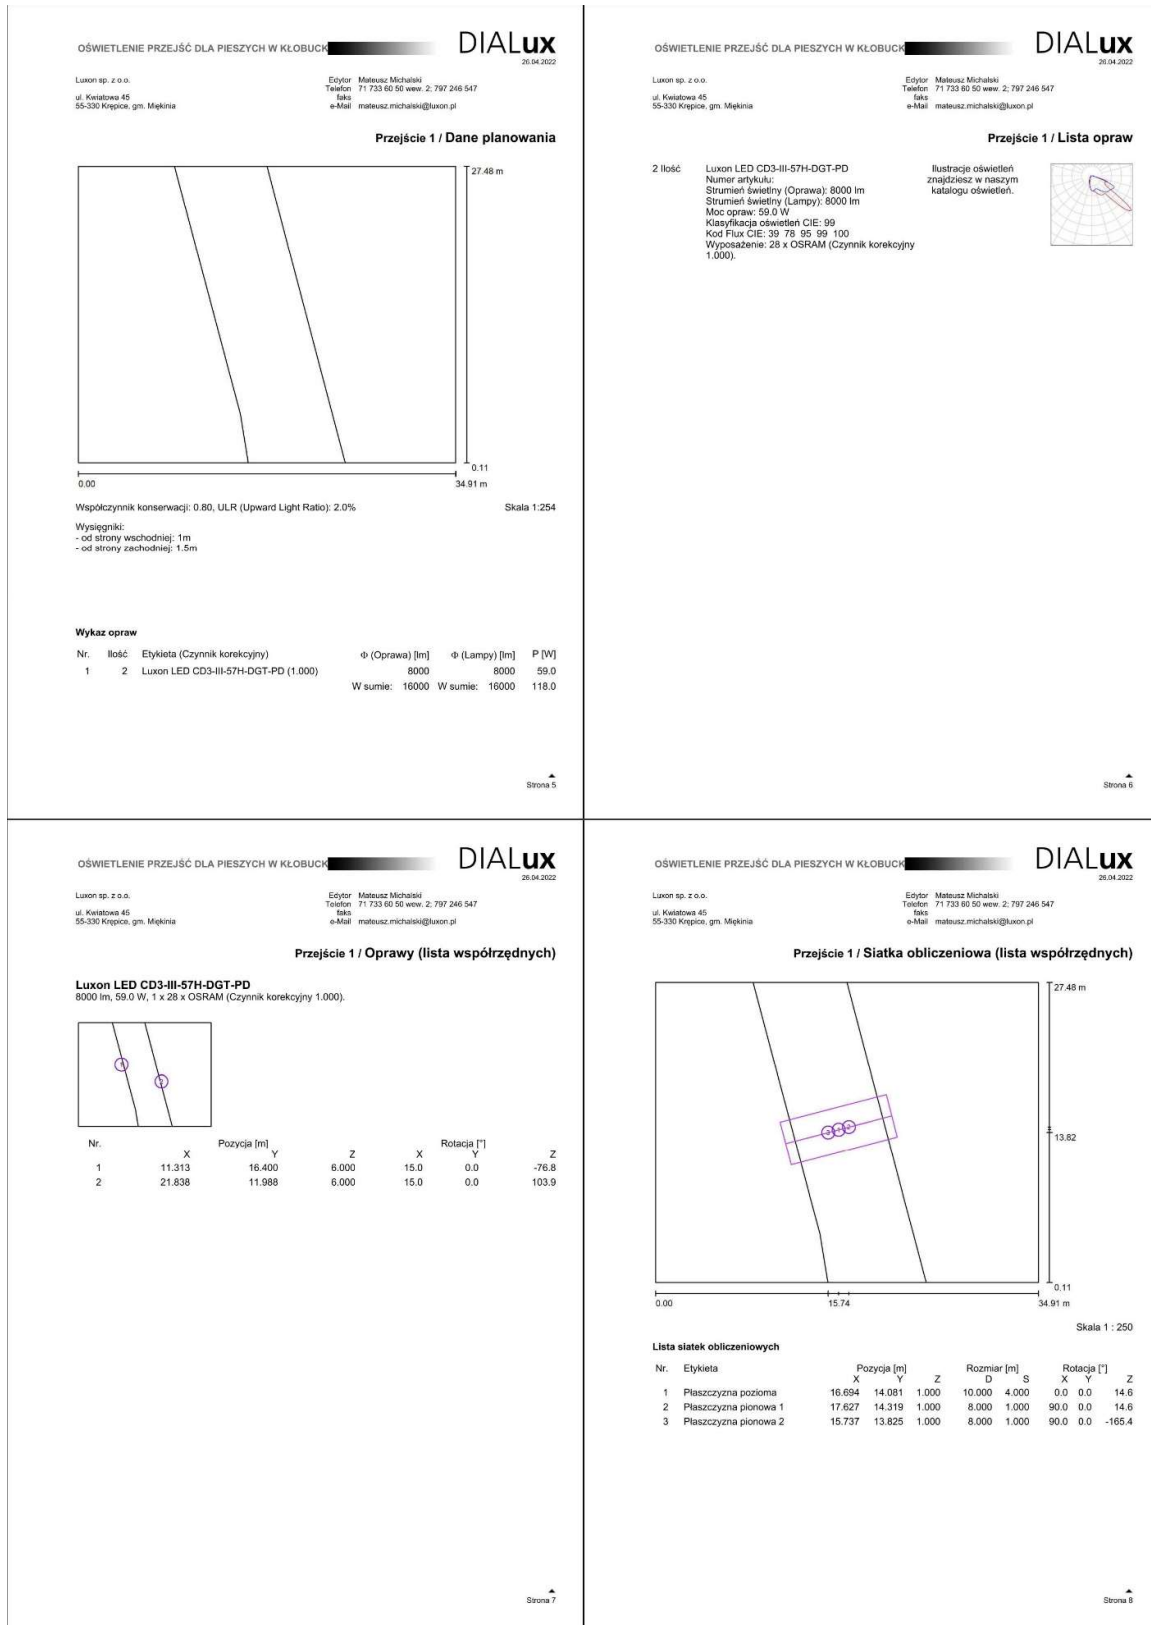 OŚWIETLENIE PRZEJŚĆ DLA PIESZYCH W KŁOBUCK
DIALux
26.04.2022
Luxon sp. z o.o.
ul. Kwiatowa 45
55-330 Krępice, gm. Miękinia
Edytor Mateusz Michalski
Telefon 71 733 60 50 wew. 2; 797 246 547
faks
e-Mail mateusz.michalski@luxon.pl
Przejście 1 / Dane planowania
27.48 m
0.11
0.00 34.91 m
Współczynnik konserwacji: 0.80, ULR (Upward Light Ratio): 2.0% Skala 1:254
Wysięgniki:
- od strony wschodniej: 1m
- od strony zachodniej: 1.5m
Wykaz opraw
Nr. Ilość Etykieta (Czynnik korekcyjny) Φ (Oprawa) [lm] Φ (Lampy) [lm] P [W]
1 2 Luxon LED CD3-III-57H-DGT-PD (1.000) 8000 8000 59.0
W sumie: 16000 W sumie: 16000 118.0
Strona 5
OŚWIETLENIE PRZEJŚĆ DLA PIESZYCH W KŁOBUCK
DIALux
26.04.2022
Luxon sp. z o.o.
ul. Kwiatowa 45
55-330 Krępice, gm. Miękinia
Edytor Mateusz Michalski
Telefon 71 733 60 50 wew. 2; 797 246 547
faks
e-Mail mateusz.michalski@luxon.pl
Przejście 1 / Lista opraw
2 Ilość Luxon LED CD3-III-57H-DGT-PD
Numer artykułu:
Strumień świetlny (Oprawa): 8000 lm
Strumień świetlny (Lampy): 8000 lm
Moc opraw: 59.0 W
Klasyfikacja oświetleń CIE: 99
Kod Flux CIE: 39 78 95 99 100
Wyposażenie: 28 x OSRAM (Czynnik korekcyjny
1.000).
Ilustracje oświetleń
znajdziesz w naszym
katalogu oświetleń.
Strona 6
OŚWIETLENIE PRZEJŚĆ DLA PIESZYCH W KŁOBUCK
DIALux
26.04.2022
Luxon sp. z o.o.
ul. Kwiatowa 45
55-330 Krępice, gm. Miękinia
Edytor Mateusz Michalski
Telefon 71 733 60 50 wew. 2; 797 246 547
faks
e-Mail mateusz.michalski@luxon.pl
Przejście 1 / Oprawy (lista współrzędnych)
Luxon LED CD3-III-57H-DGT-PD
8000 lm, 59.0 W, 1 x 28 x OSRAM (Czynnik korekcyjny 1.000).
1
2
Nr. Pozycja [m] Rotacja [°]
X Y Z X Y Z
1 11.313 16.400 6.000 15.0 0.0 -76.8
2 21.838 11.988 6.000 15.0 0.0 103.9
Strona 7
OŚWIETLENIE PRZEJŚĆ DLA PIESZYCH W KŁOBUCK
DIALux
26.04.2022
Luxon sp. z o.o.
ul. Kwiatowa 45
55-330 Krępice, gm. Miękinia
Edytor Mateusz Michalski
Telefon 71 733 60 50 wew. 2; 797 246 547
faks
e-Mail mateusz.michalski@luxon.pl
Przejście 1 / Siatka obliczeniowa (lista współrzędnych)
27.48 m
3 1 2
13.82
0.11
0.00 15.74 34.91 m
Skala 1 : 250
Lista siatek obliczeniowych
Nr. Etykieta Pozycja [m] Rozmiar [m] Rotacja [°]
X Y Z D S X Y Z
1 Płaszczyzna pozioma 16.694 14.081 1.000 10.000 4.000 0.0 0.0 14.6
2 Płaszczyzna pionowa 1 17.627 14.319 1.000 8.000 1.000 90.0 0.0 14.6
3 Płaszczyzna pionowa 2 15.737 13.825 1.000 8.000 1.000 90.0 0.0 -165.4
Strona 8